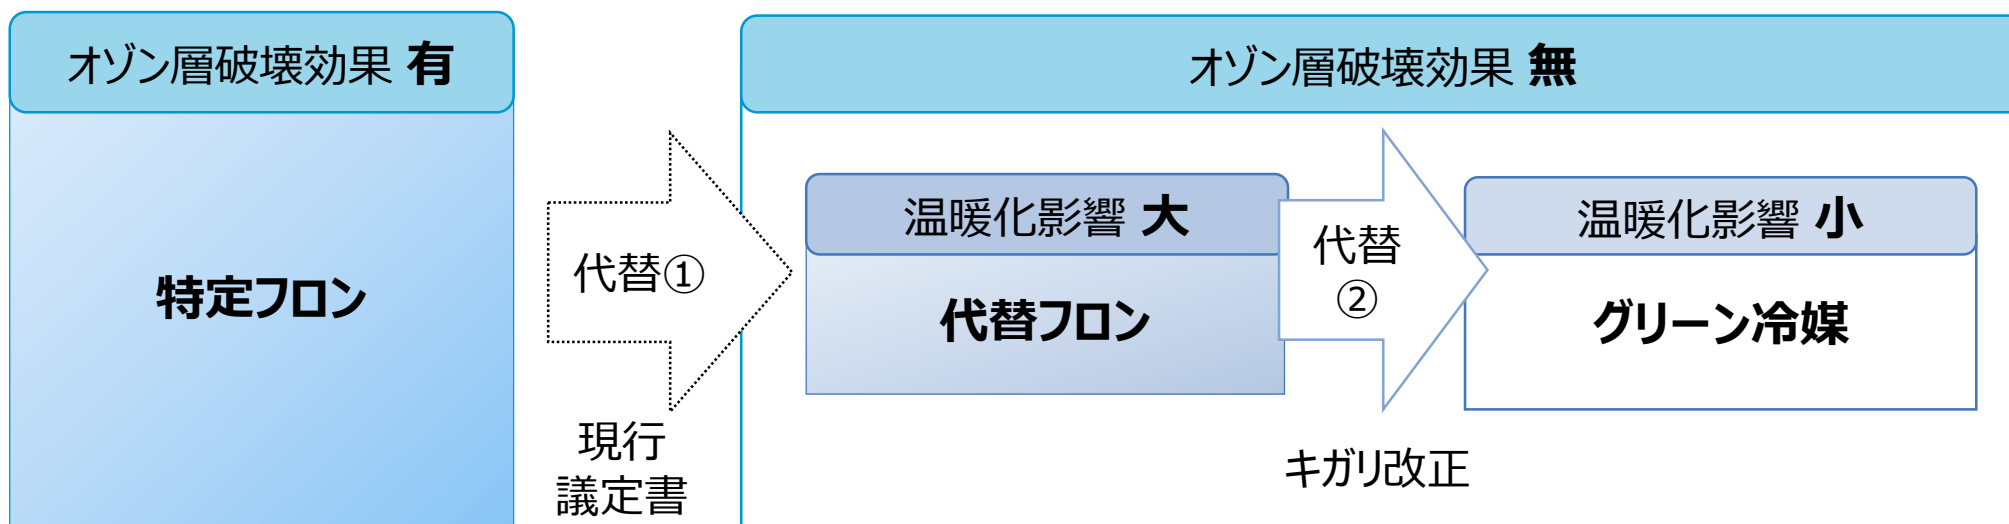 オゾン層破壊効果 有
特定フロン
代替①
現行
議定書
オゾン層破壊効果 無
温暖化影響 大
代替フロン
代替
②
キガリ改正
温暖化影響 小
グリーン冷媒